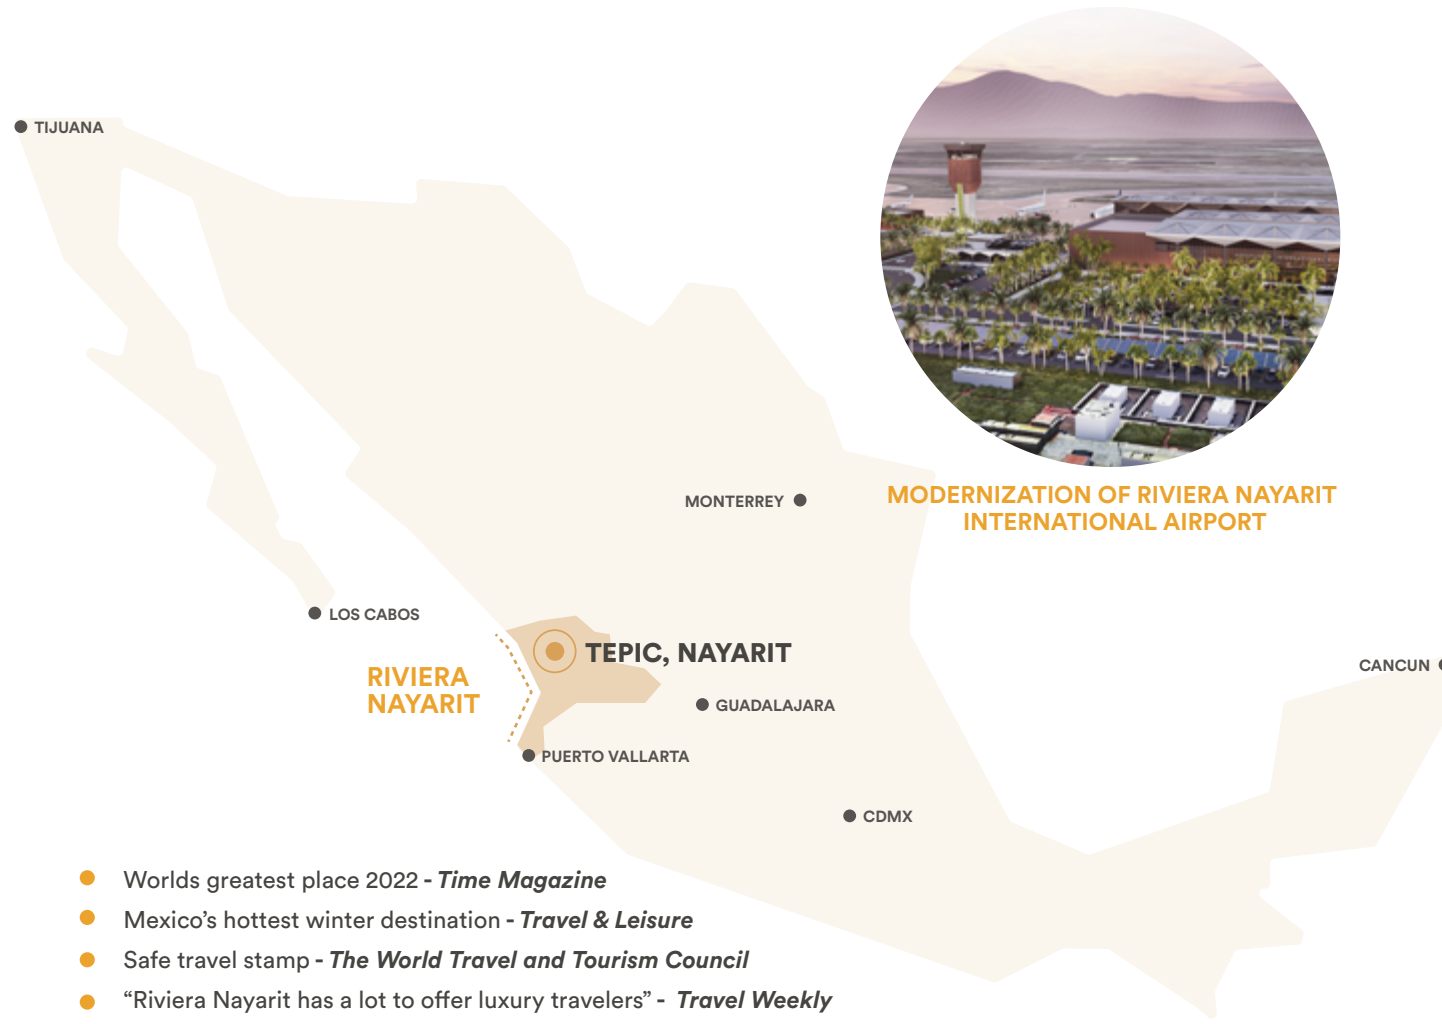 TIJUANA
MONTERREY
MODERNIZATION OF RIVIERA NAYARIT
INTERNATIONAL AIRPORT
LOS CABOS
TEPIC, NAYARIT
RIVIERA
NAYARIT
CANCUN
GUADALAJARA
PUERTO VALLARTA
CDMX
Worlds greatest place 2022 - Time Magazine
Mexico’s hottest winter destination - Travel & Leisure
Safe travel stamp - The World Travel and Tourism Council
“Riviera Nayarit has a lot to offer luxury travelers” - Travel Weekly